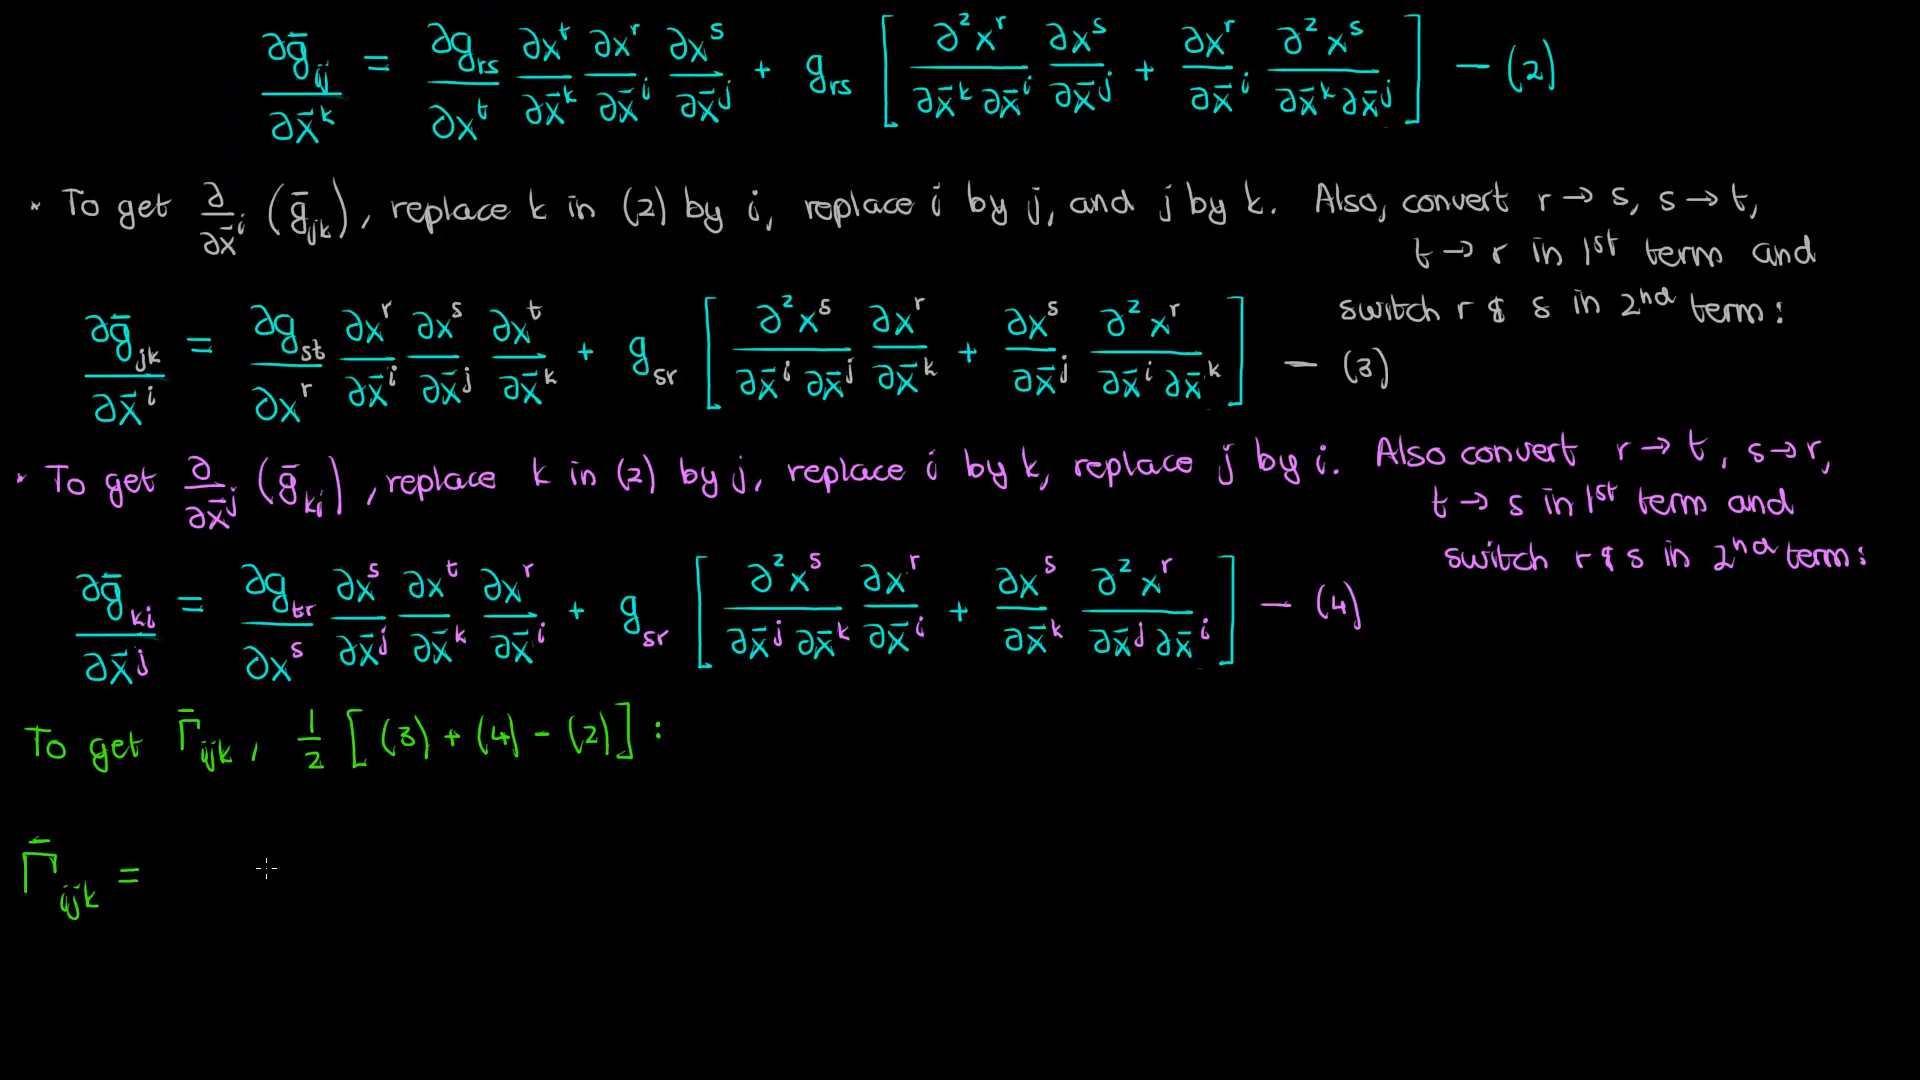 ∂ḡ_ij/∂x̄^k = ∂g_rs/∂x^t ∂x^t/∂x̄^k ∂x^r/∂x̄^i ∂x^s/∂x̄^j + g_rs [ ∂²x^r/∂x̄^k∂x̄^i ∂x^s/∂x̄^j + ∂x^r/∂x̄^i ∂²x^s/∂x̄^k∂x̄^j ] — (2)
* To get ∂/∂x̄^i (ḡ_jk), replace k in (2) by i, replace i by j, and j by k. Also, convert r → s, s → t,
t → r in 1st term and
switch r & s in 2nd term:
∂ḡ_jk/∂x̄^i = ∂g_st/∂x^r ∂x^r/∂x̄^i ∂x^s/∂x̄^j ∂x^t/∂x̄^k + g_sr [ ∂²x^s/∂x̄^i∂x̄^j ∂x^r/∂x̄^k + ∂x^s/∂x̄^j ∂²x^r/∂x̄^i∂x̄^k ] — (3)
* To get ∂/∂x̄^j (ḡ_ki), replace k in (2) by j, replace i by k, replace j by i. Also convert r → t, s → r,
t → s in 1st term and
switch r & s in 2nd term:
∂ḡ_ki/∂x̄^j = ∂g_tr/∂x^s ∂x^s/∂x̄^j ∂x^t/∂x̄^k ∂x^r/∂x̄^i + g_sr [ ∂²x^s/∂x̄^j∂x̄^k ∂x^r/∂x̄^i + ∂x^s/∂x̄^k ∂²x^r/∂x̄^j∂x̄^i ] — (4)
To get Γ̄_ijk, 1/2 [ (3) + (4) - (2) ] :
Γ̄_ijk =